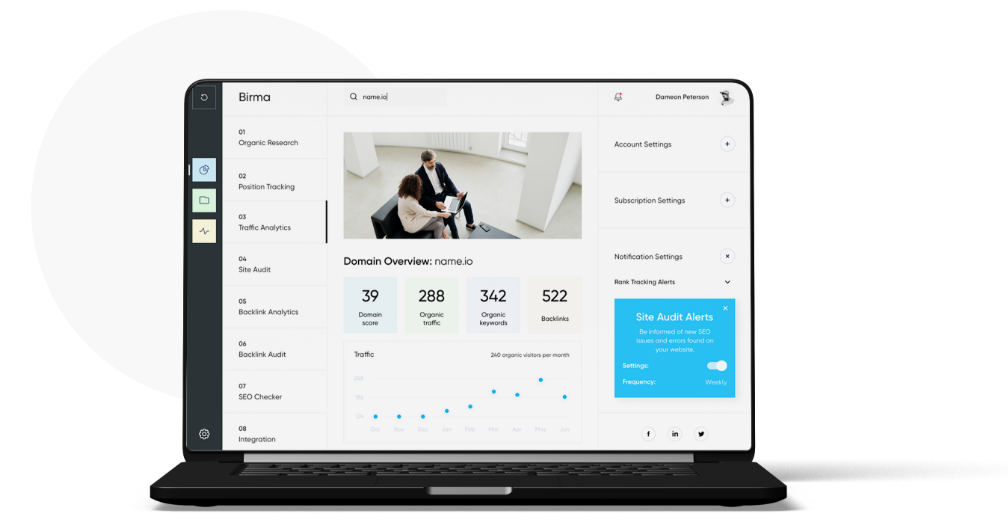 Birma
name.io
Dameon Peterson
01
Organic Research
02
Position Tracking
03
Traffic Analytics
04
Site Audit
05
Backlink Analytics
06
Backlink Audit
07
SEO Checker
08
Integration
Domain Overview: name.io
39
Domain
score
288
Organic
traffic
342
Organic
keywords
522
Backlinks
Traffic
240 organic visitors per month
Oct Nov Dec Jan Feb Mar Apr May Jun
Account Settings
Subscription Settings
Notification Settings
Rank Tracking Alerts
Site Audit Alerts
Be informed of new SEO
issues and errors found on
your website.
Settings:
Frequency: Weekly